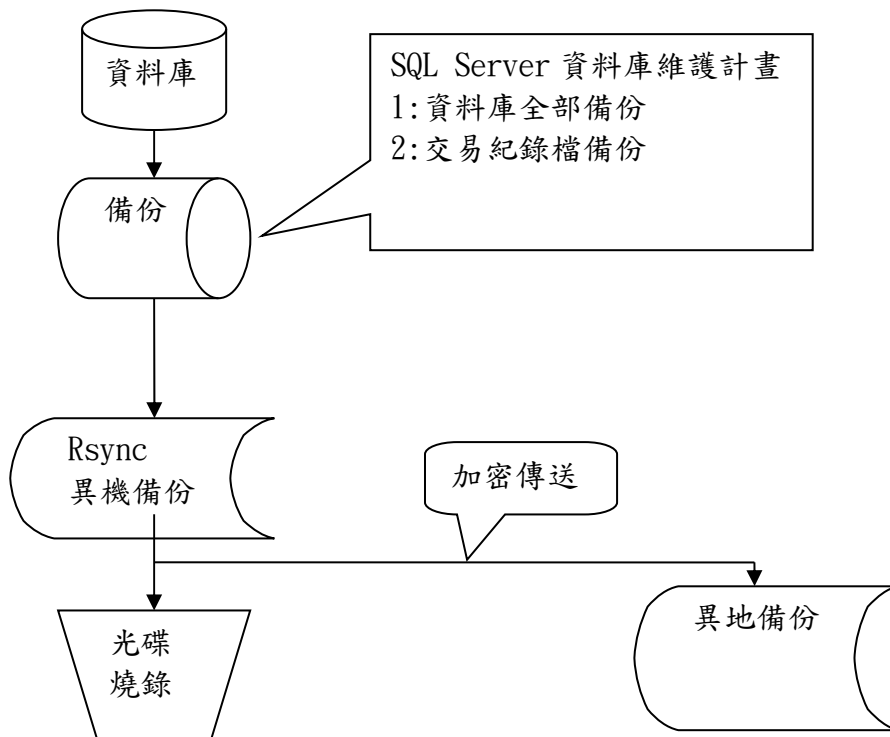 資料庫
SQL Server 資料庫維護計畫
1:資料庫全部備份
2:交易紀錄檔備份
備份
Rsync
異機備份
加密傳送
異地備份
光碟
燒錄